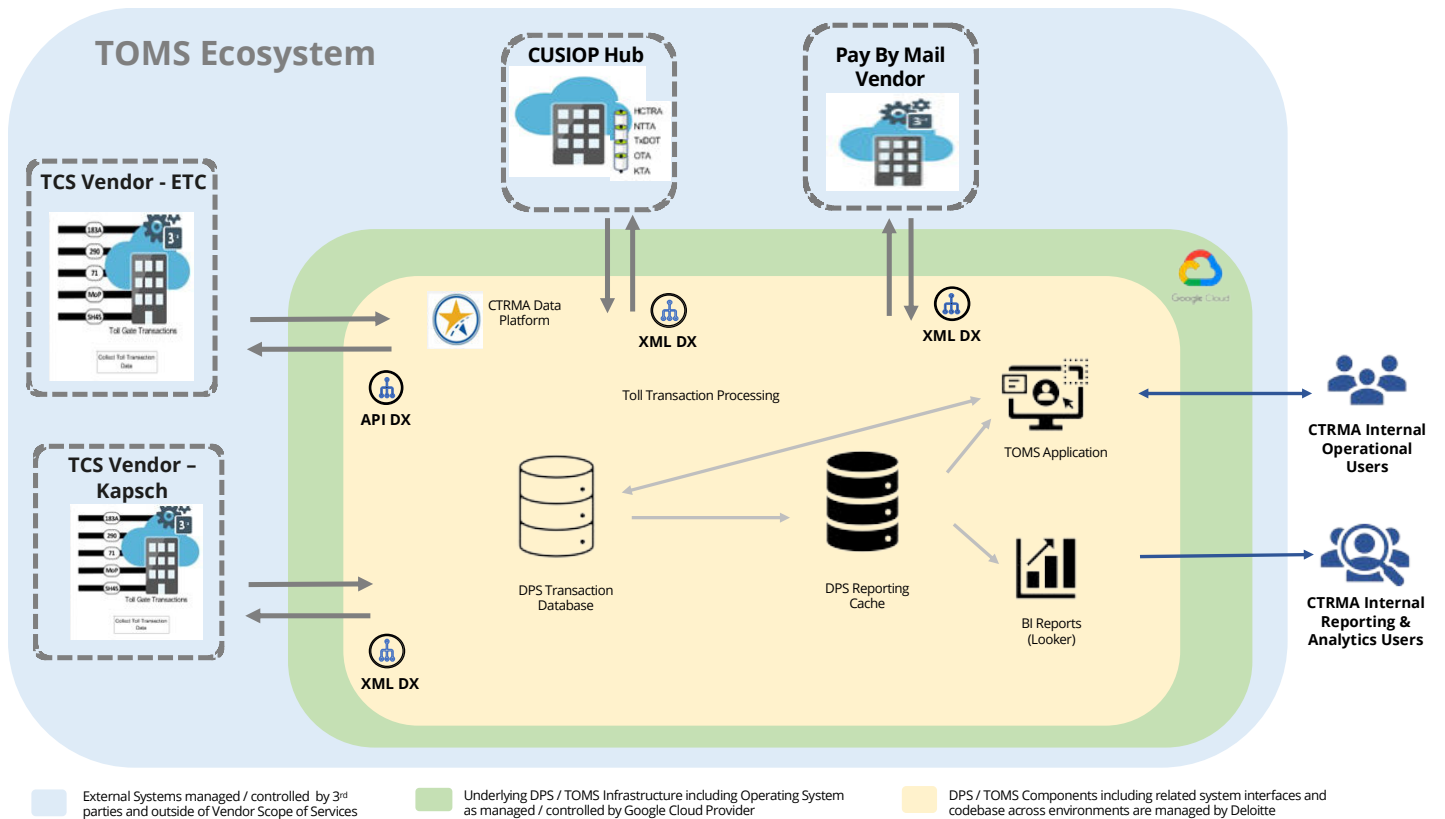 TOMS Ecosystem
CUSIOP Hub
HCTRA
NTTA
TxDOT
OTA
KTA
Pay By Mail
Vendor
3rd
TCS Vendor - ETC
183A
290
71
MoP
SH45
Toll Gate Transactions
Collect Toll Transaction
Data
TCS Vendor –
Kapsch
183A
290
71
MoP
SH45
Toll Gate Transactions
Collect Toll Transaction
Data
Google Cloud
CTRMA Data
Platform
XML DX
XML DX
API DX
Toll Transaction Processing
TOMS Application
DPS Transaction
Database
DPS Reporting
Cache
BI Reports
(Looker)
XML DX
CTRMA Internal
Operational
Users
CTRMA Internal
Reporting &
Analytics Users
External Systems managed / controlled by 3rd
parties and outside of Vendor Scope of Services
Underlying DPS / TOMS Infrastructure including Operating System
as managed / controlled by Google Cloud Provider
DPS / TOMS Components including related system interfaces and
codebase across environments are managed by Deloitte